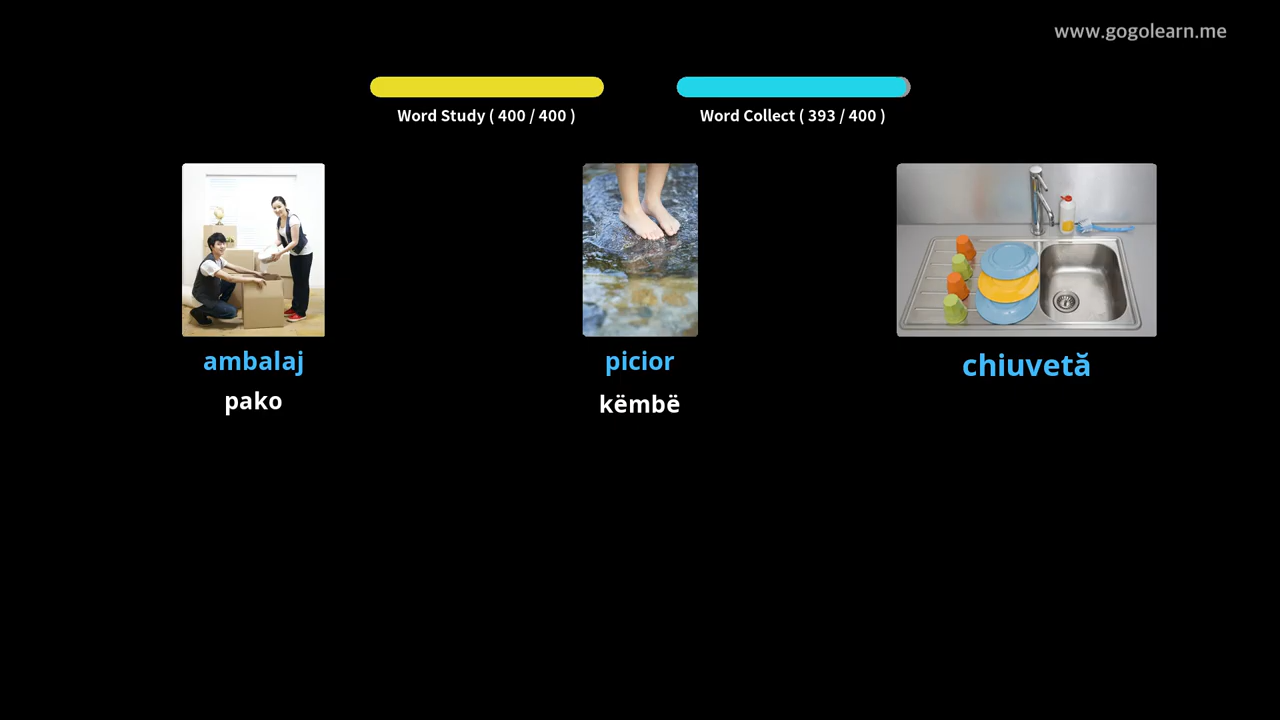 www.gogolearn.me
Word Study ( 400 / 400 )
Word Collect ( 393 / 400 )
ambalaj
pako
picior
këmbë
chiuvetă